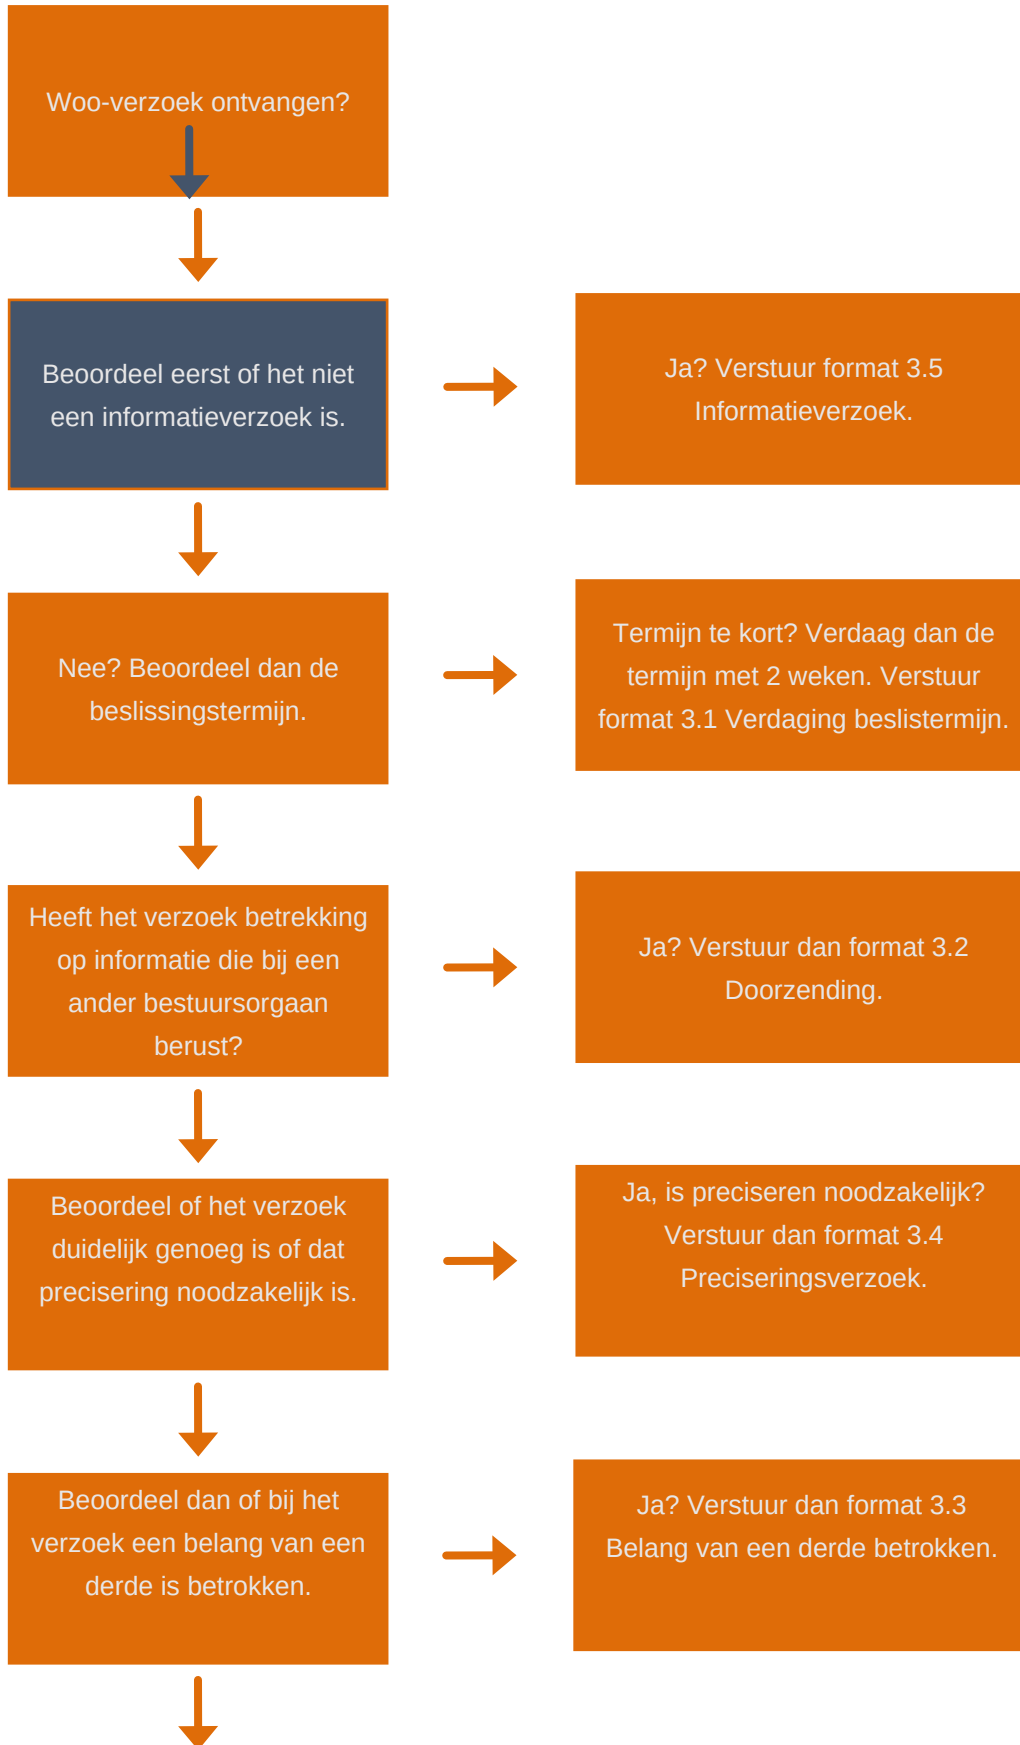 Woo-verzoek ontvangen?
Beoordeel eerst of het niet
een informatieverzoek is.
Ja? Verstuur format 3.5
Informatieverzoek.
Nee? Beoordeel dan de
beslissingstermijn.
Termijn te kort? Verdaag dan de
termijn met 2 weken. Verstuur
format 3.1 Verdaging beslistermijn.
Heeft het verzoek betrekking
op informatie die bij een
ander bestuursorgaan
berust?
Ja? Verstuur dan format 3.2
Doorzending.
Beoordeel of het verzoek
duidelijk genoeg is of dat
precisering noodzakelijk is.
Ja, is preciseren noodzakelijk?
Verstuur dan format 3.4
Preciseringsverzoek.
Beoordeel dan of bij het
verzoek een belang van een
derde is betrokken.
Ja? Verstuur dan format 3.3
Belang van een derde betrokken.